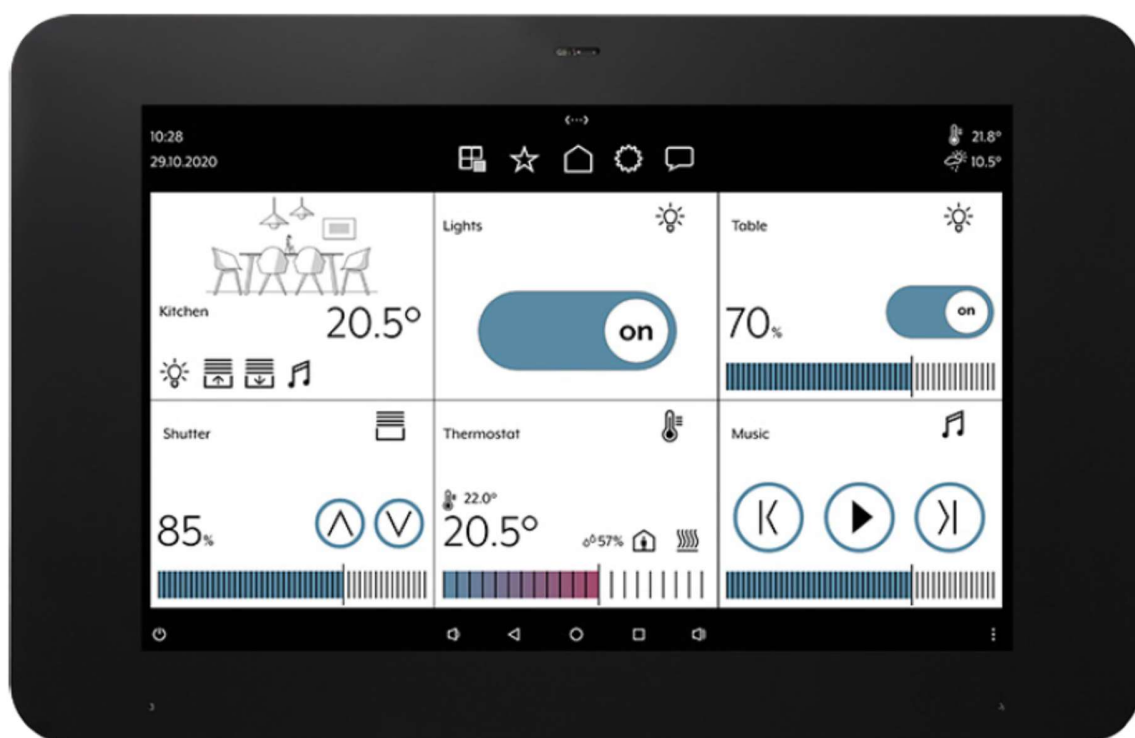 10:28
29.10.2020
21.8°
10.5°
Kitchen
20.5°
Lights
on
Table
70%
on
Shutter
85%
Thermostat
22.0°
20.5°
57%
Music